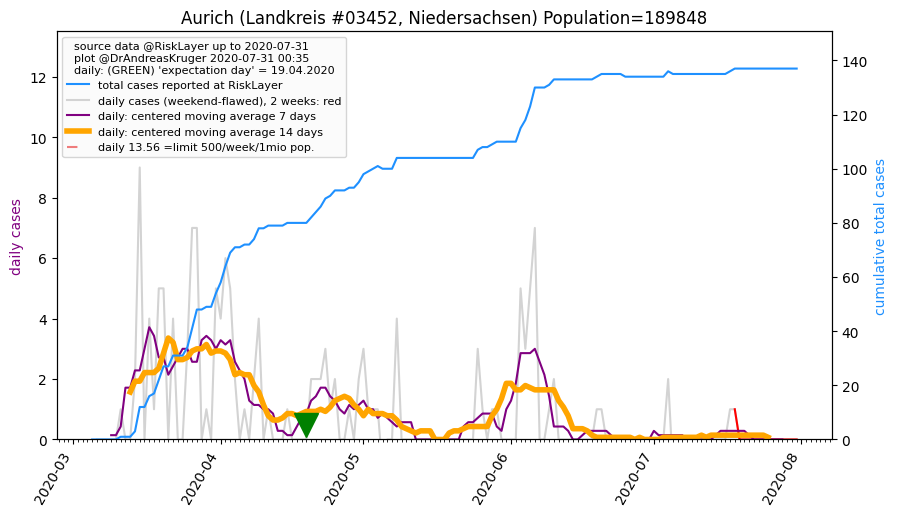 Aurich (Landkreis #03452, Niedersachsen) Population=189848
source data @RiskLayer up to 2020-07-31
plot @DrAndreasKruger 2020-07-31 00:35
daily: (GREEN) 'expectation day' = 19.04.2020
total cases reported at RiskLayer
daily cases (weekend-flawed), 2 weeks: red
daily: centered moving average 7 days
daily: centered moving average 14 days
daily 13.56 =limit 500/week/1mio pop.
daily cases
12
10
8
6
4
2
0
140
120
100
80
60
40
20
0
cumulative total cases
2020-03
2020-04
2020-05
2020-06
2020-07
2020-08